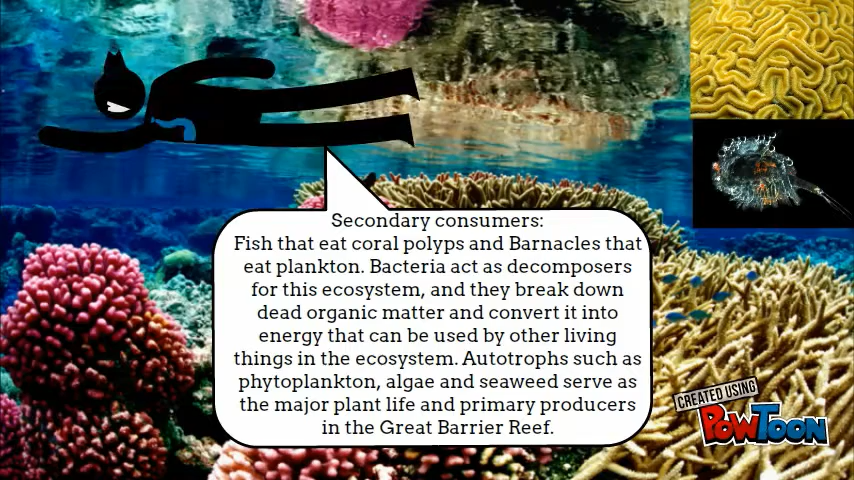 Secondary consumers:
Fish that eat coral polyps and Barnacles that
eat plankton. Bacteria act as decomposers
for this ecosystem, and they break down
dead organic matter and convert it into
energy that can be used by other living
things in the ecosystem. Autotrophs such as
phytoplankton, algae and seaweed serve as
the major plant life and primary producers
in the Great Barrier Reef.
CREATED USING
POWTOON